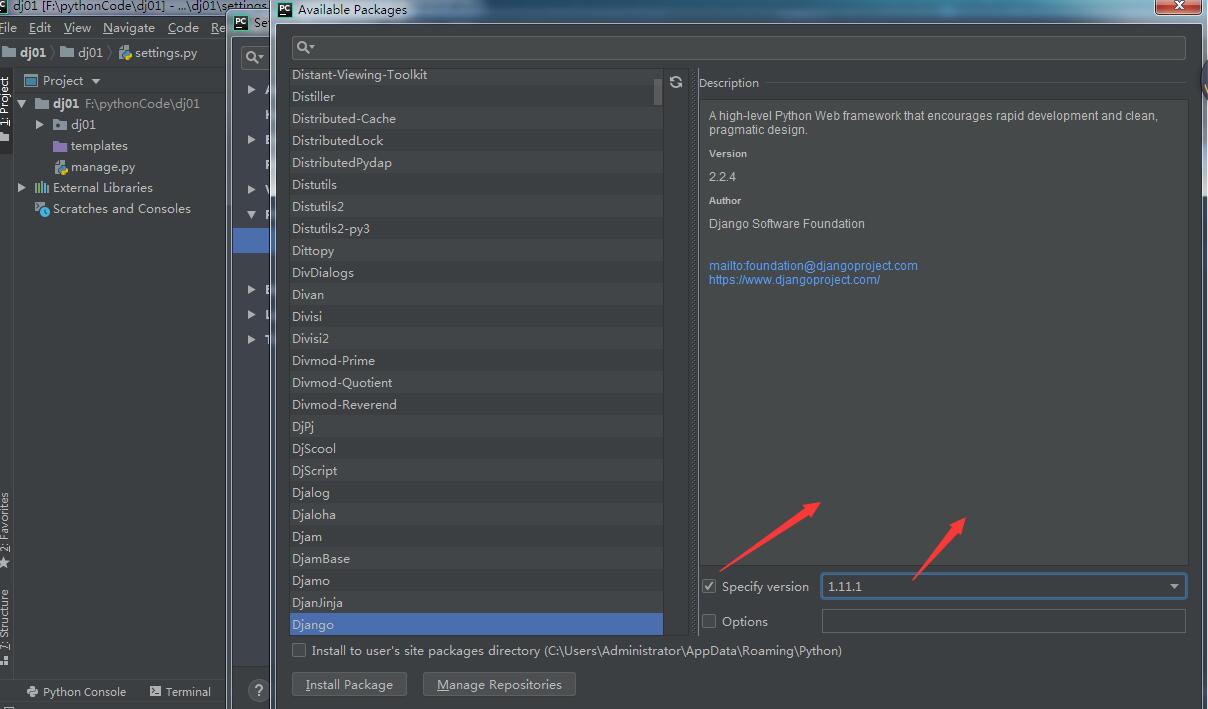 dj01 [F:\pythonCode\dj01] - ...\dj01\settings
File Edit View Navigate Code Re
dj01 dj01 settings.py
1: Project
Project
dj01 F:\pythonCode\dj01
dj01
templates
manage.py
External Libraries
Scratches and Consoles
2: Favorites
7: Structure
Python Console Terminal
Se
?
Available Packages
Distant-Viewing-Toolkit
Distiller
Distributed-Cache
DistributedLock
DistributedPydap
Distutils
Distutils2
Distutils2-py3
Dittopy
DivDialogs
Divan
Divisi
Divisi2
Divmod-Prime
Divmod-Quotient
Divmod-Reverend
DjPj
DjScool
DjScript
Djalog
Djaloha
Djam
DjamBase
Djamo
DjanJinja
Django
Description
A high-level Python Web framework that encourages rapid development and clean,
pragmatic design.
Version
2.2.4
Author
Django Software Foundation
mailto:foundation@djangoproject.com
https://www.djangoproject.com/
Specify version 1.11.1
Options
Install to user's site packages directory (C:\Users\Administrator\AppData\Roaming\Python)
Install Package Manage Repositories